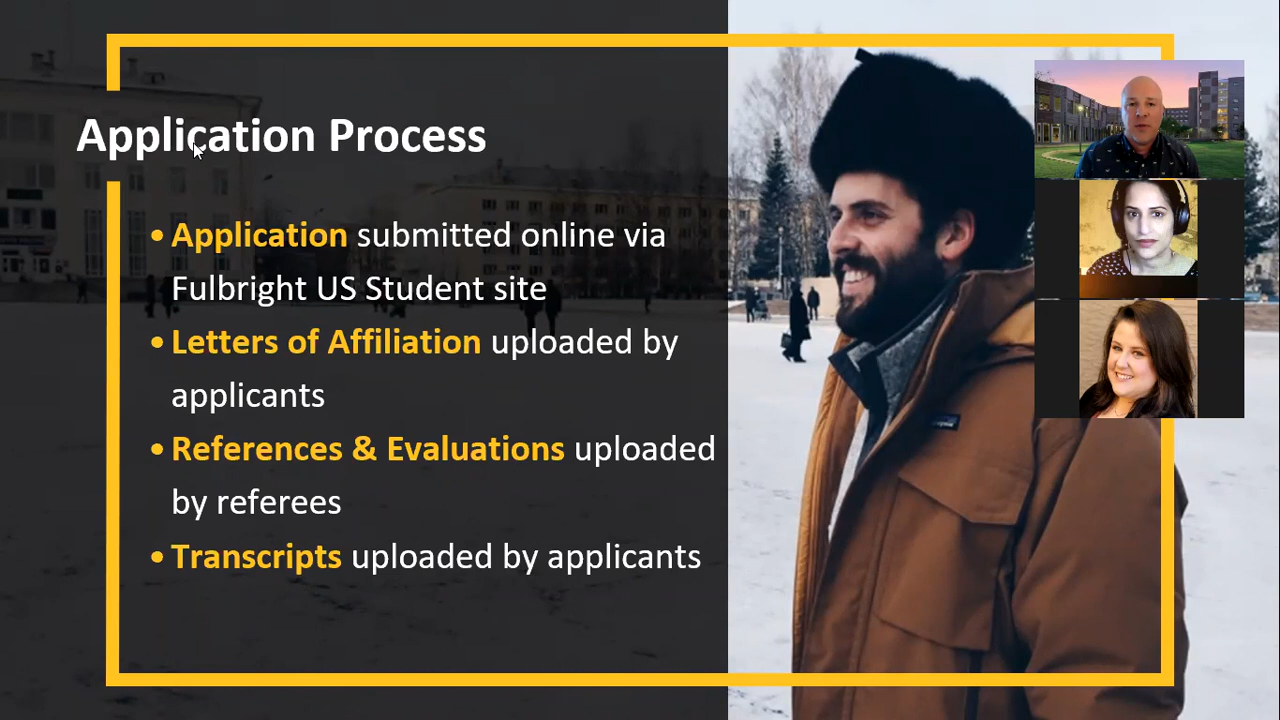 Application Process
• Application submitted online via
Fulbright US Student site
• Letters of Affiliation uploaded by
applicants
• References & Evaluations uploaded
by referees
• Transcripts uploaded by applicants